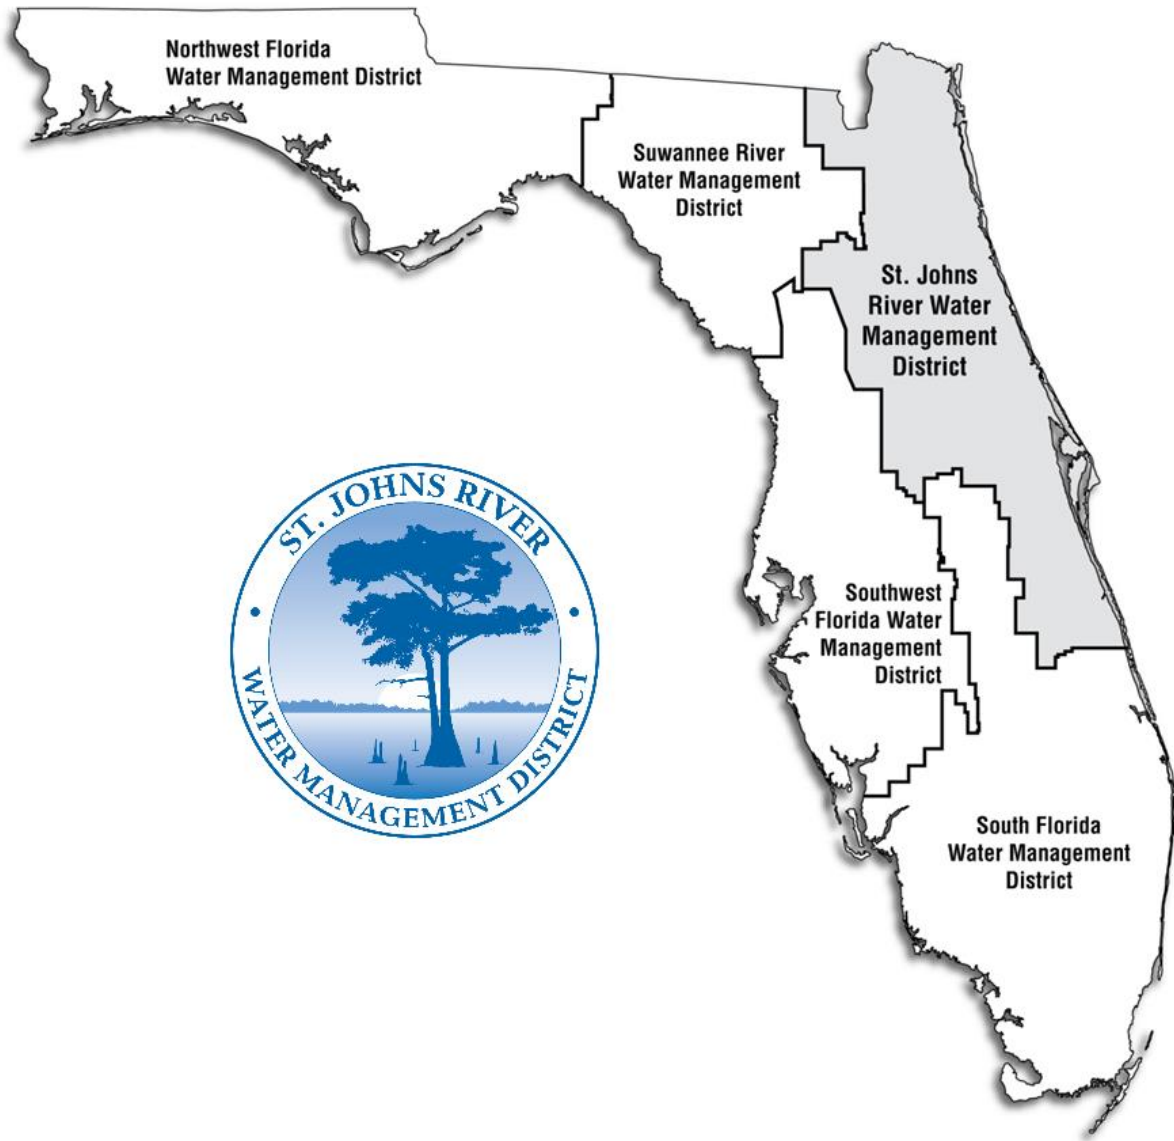 Northwest Florida
Water Management District
Suwannee River
Water Management
District
St. Johns
River Water
Management
District
ST. JOHNS RIVER
WATER MANAGEMENT DISTRICT
Southwest
Florida Water
Management
District
South Florida
Water Management
District